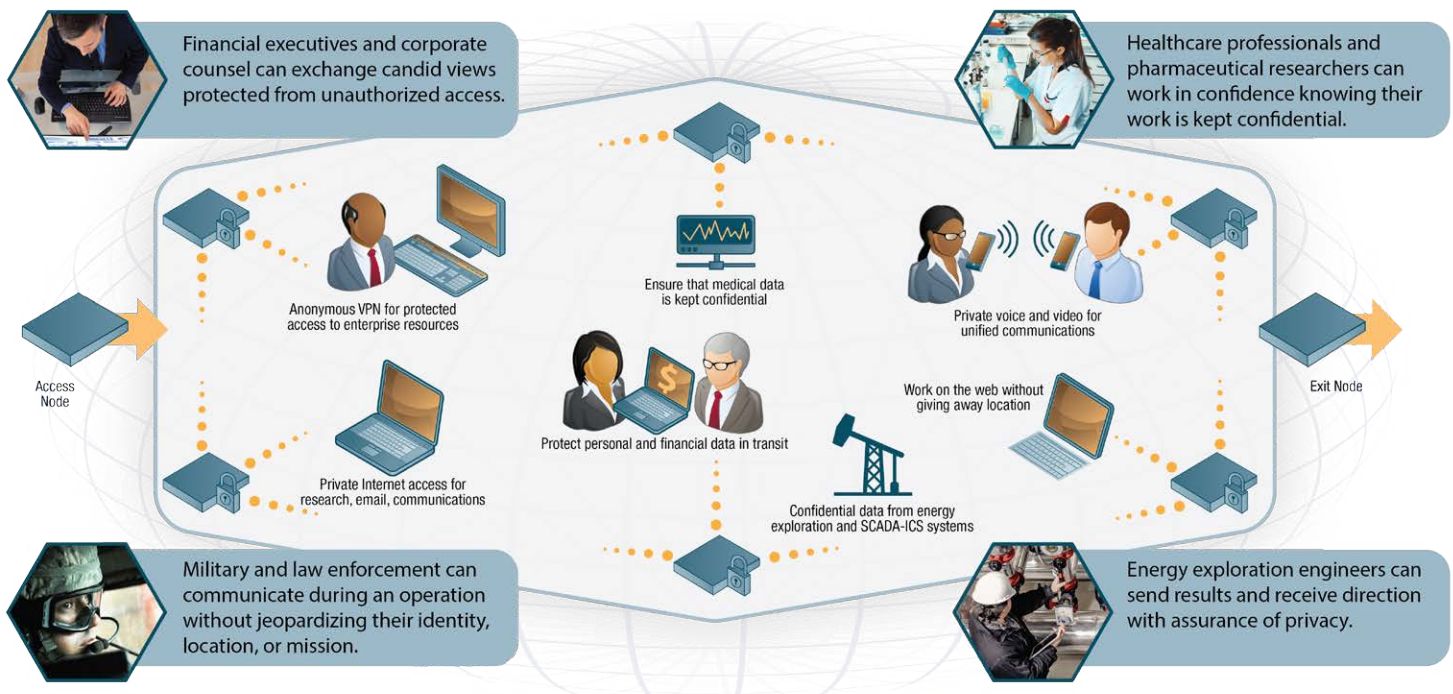 Financial executives and corporate
counsel can exchange candid views
protected from unauthorized access.
Healthcare professionals and
pharmaceutical researchers can
work in confidence knowing their
work is kept confidential.
Anonymous VPN for protected
access to enterprise resources
Ensure that medical data
is kept confidential
Private voice and video for
unified communications
Access
Node
Exit Node
$
Protect personal and financial data in transit
Work on the web without
giving away location
Private Internet access for
research, email, communications
Confidential data from energy
exploration and SCADA-ICS systems
Military and law enforcement can
communicate during an operation
without jeopardizing their identity,
location, or mission.
Energy exploration engineers can
send results and receive direction
with assurance of privacy.